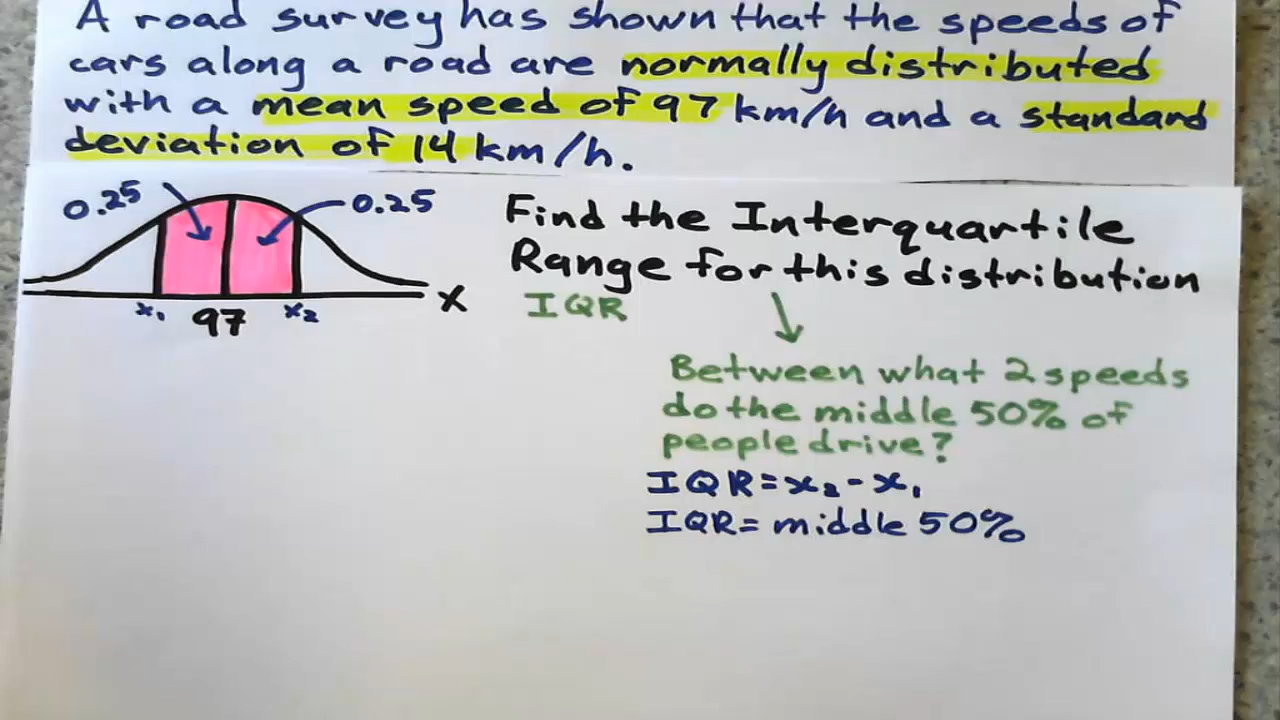 A road survey has shown that the speeds of
cars along a road are normally distributed
with a mean speed of 97 km/h and a standard
deviation of 14 km/h.
0.25
0.25
x₁
97
x₂
X
Find the Interquartile
Range for this distribution
IQR
Between what 2 speeds
do the middle 50% of
people drive?
IQR = x₂ - x₁
IQR = middle 50%